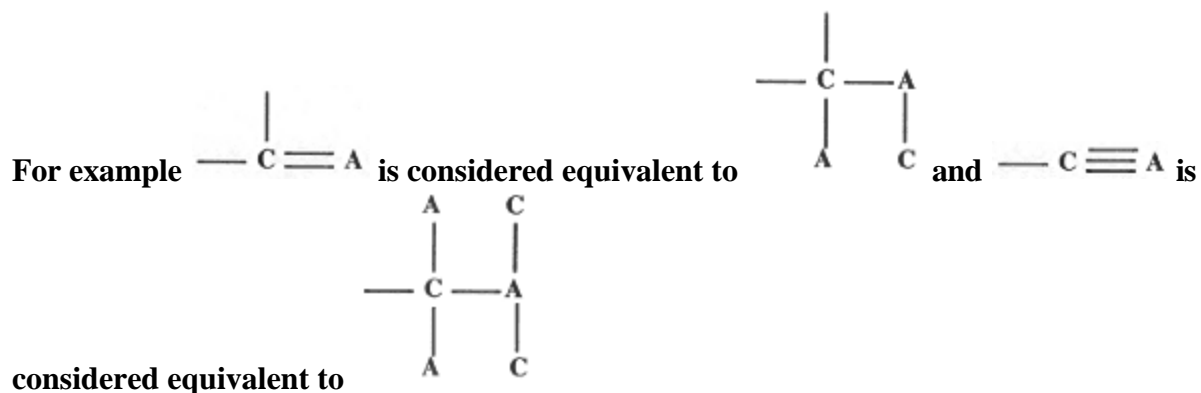 C A
For example C A is considered equivalent to A C and C A is
A C
C A
considered equivalent to A C